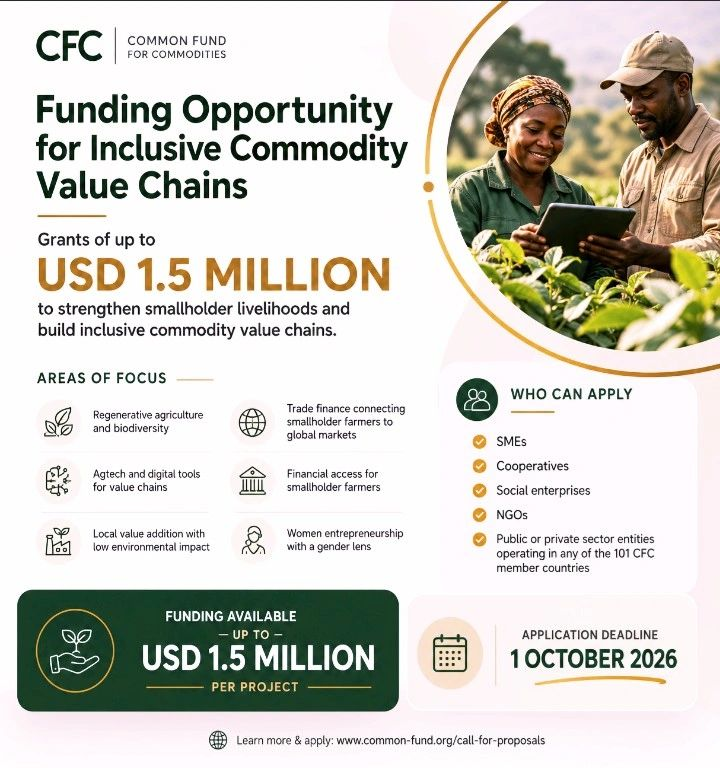 CFC
COMMON FUND
FOR COMMODITIES
Funding Opportunity
for Inclusive Commodity
Value Chains
Grants of up to
USD 1.5 MILLION
to strengthen smallholder livelihoods and
build inclusive commodity value chains.
AREAS OF FOCUS
Regenerative agriculture
and biodiversity
Trade finance connecting
smallholder farmers to
global markets
Agtech and digital tools
for value chains
Financial access for
smallholder farmers
Local value addition with
low environmental impact
Women entrepreneurship
with a gender lens
WHO CAN APPLY
SMEs
Cooperatives
Social enterprises
NGOs
Public or private sector entities
operating in any of the 101 CFC
member countries
FUNDING AVAILABLE
– UP TO –
USD 1.5 MILLION
PER PROJECT
APPLICATION DEADLINE
1 OCTOBER 2026
Learn more & apply: www.common-fund.org/call-for-proposals